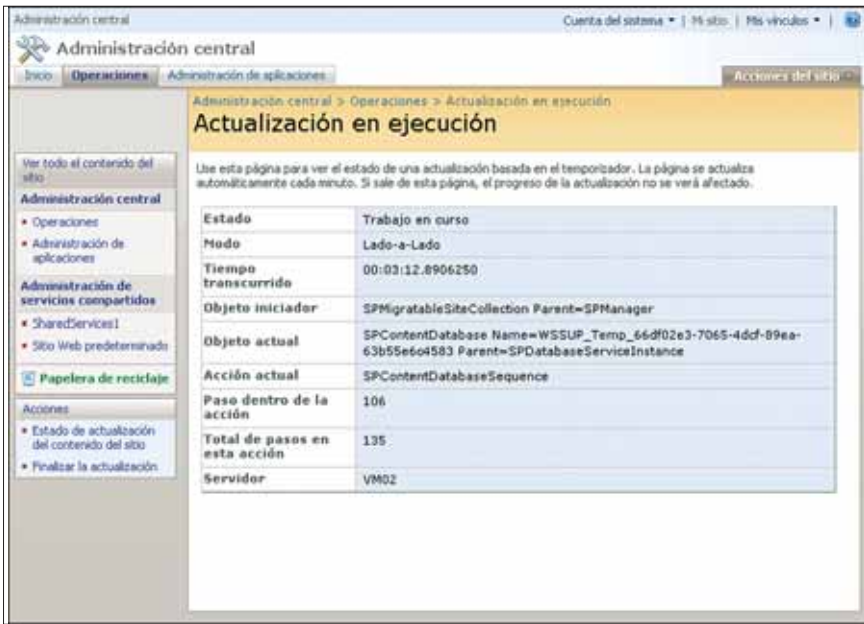 Administración central
Cuenta del sistema | Mi sitio | Mis vínculos |
Administración central
Inicio Operaciones Administración de aplicaciones
Acciones del sitio
Administración central > Operaciones > Actualización en ejecución
Actualización en ejecución
Ver todo el contenido del
sitio
Administración central
Operaciones
Administración de
aplicaciones
Administración de
servicios compartidos
SharedServices1
Sitio Web predeterminado
Papelera de reciclaje
Acciones
Estado de actualización
del contenido del sitio
Finalizar la actualización
Use esta página para ver el estado de una actualización basada en el temporizador. La página se actualiza
automáticamente cada minuto. Si sale de esta página, el progreso de la actualización no se verá afectado.
Estado Trabajo en curso
Modo Lado-a-Lado
Tiempo
transcurrido 00:03:12.8906250
Objeto iniciador SPMigratableSiteCollection Parent=SPManager
Objeto actual SPContentDatabase Name=WSSUP_Temp_66df02e3-7065-4dcf-89ea-
63b55e6o4583 Parent=SPDatabaseServiceInstance
Acción actual SPContentDatabaseSequence
Paso dentro de la
acción 106
Total de pasos en
esta acción 135
Servidor VM02